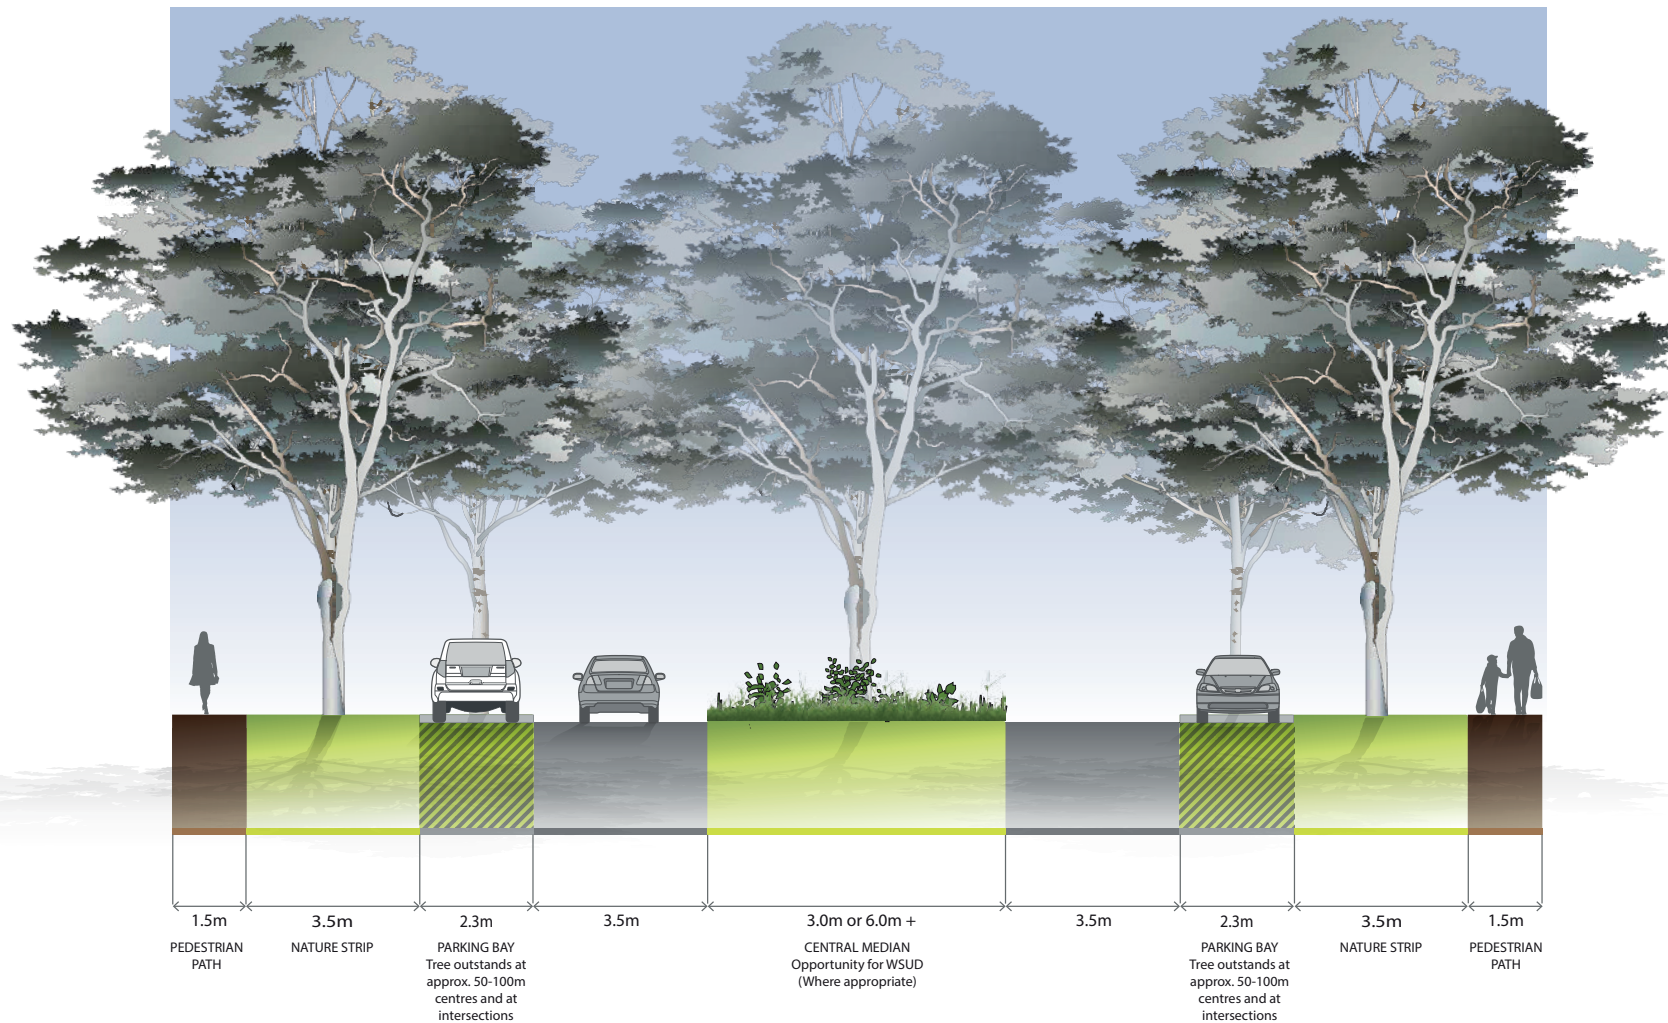 1.5m
3.5m
2.3m
3.5m
3.0m or 6.0m +
3.5m
2.3m
3.5m
1.5m
PEDESTRIAN
PATH
NATURE STRIP
PARKING BAY
Tree outstands at
approx. 50-100m
centres and at
intersections
CENTRAL MEDIAN
Opportunity for WSUD
(Where appropriate)
PARKING BAY
Tree outstands at
approx. 50-100m
centres and at
intersections
NATURE STRIP
PEDESTRIAN
PATH